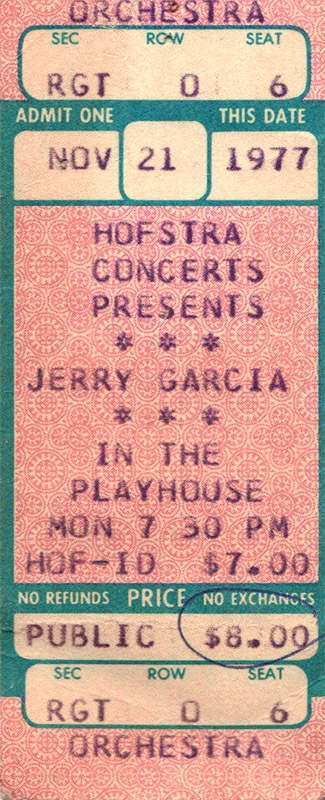 ORCHESTRA
SEC ROW SEAT
RGT O 6
ADMIT ONE THIS DATE
NOV 21 1977
HOFSTRA
CONCERTS
PRESENTS
* * *
JERRY GARCIA
* * *
IN THE
PLAYHOUSE
MON 7 30 PM
HOF-ID $7.00
NO REFUNDS PRICE NO EXCHANGES
PUBLIC $8.00
SEC ROW SEAT
RGT O 6
ORCHESTRA